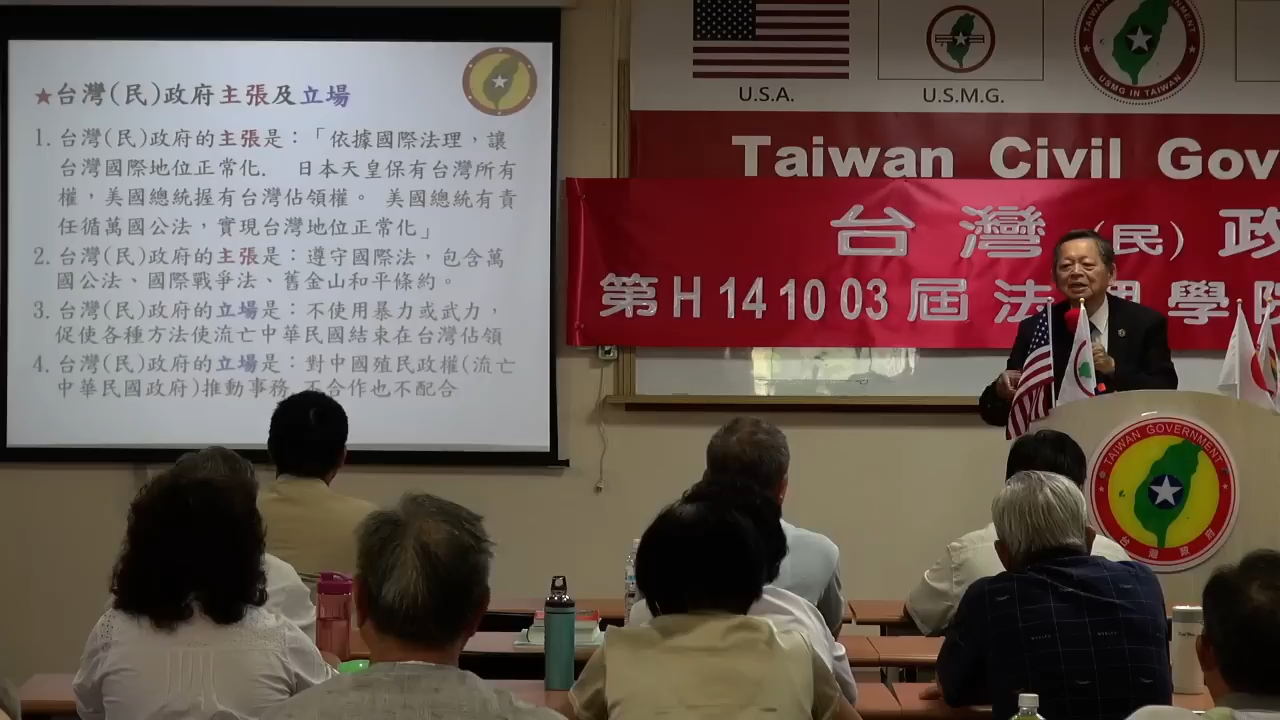 ★台灣(民)政府主張及立場
1. 台灣(民)政府的主張是：「依據國際法理，讓
台灣國際地位正常化. 日本天皇保有台灣所有
權，美國總統握有台灣佔領權。 美國總統有責
任循萬國公法，實現台灣地位正常化」
2. 台灣(民)政府的主張是：遵守國際法，包含萬
國公法、國際戰爭法、舊金山和平條約。
3. 台灣(民)政府的立場是：不使用暴力或武力，
促使各種方法使流亡中華民國結束在台灣佔領
4. 台灣(民)政府的立場是：對中國殖民政權(流亡
中華民國政府)推動事務 不合作也不配合
U.S.A.
U.S.M.G.
TAIWAN GOVERNMENT
USMG IN TAIWAN
Taiwan Civil Gov
台灣(民)政
第H 14 10 03 屆法 學院
TAIWAN GOVERNMENT
台灣政府